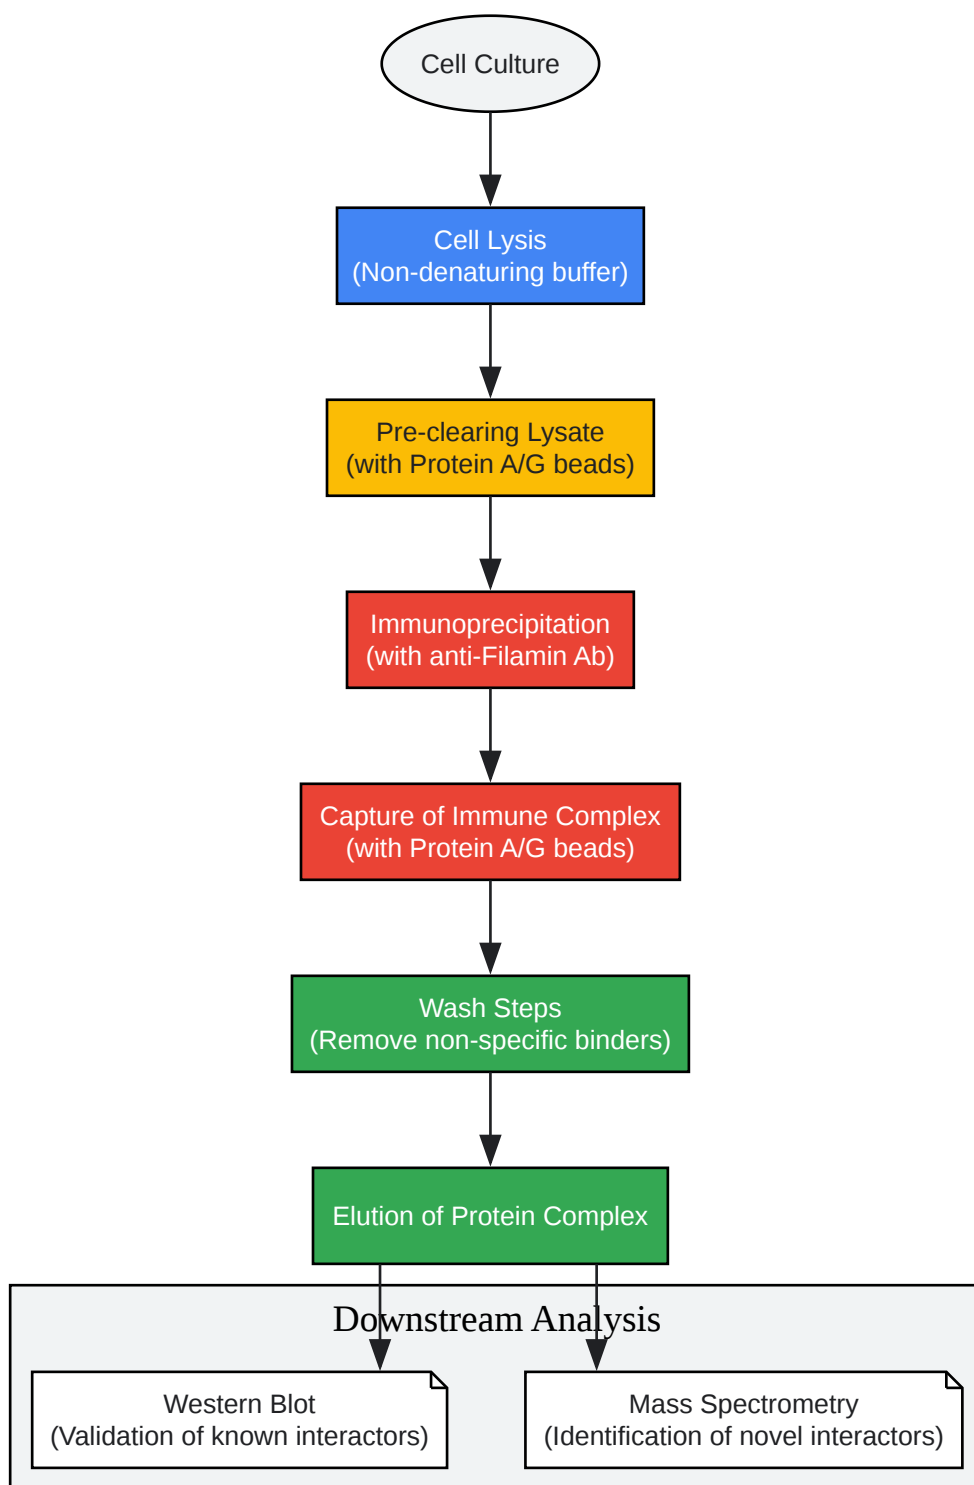 Cell Culture
Cell Lysis
(Non-denaturing buffer)
Pre-clearing Lysate
(with Protein A/G beads)
Immunoprecipitation
(with anti-Filamin Ab)
Capture of Immune Complex
(with Protein A/G beads)
Wash Steps
(Remove non-specific binders)
Elution of Protein Complex
Downstream Analysis
Western Blot
(Validation of known interactors)
Mass Spectrometry
(Identification of novel interactors)